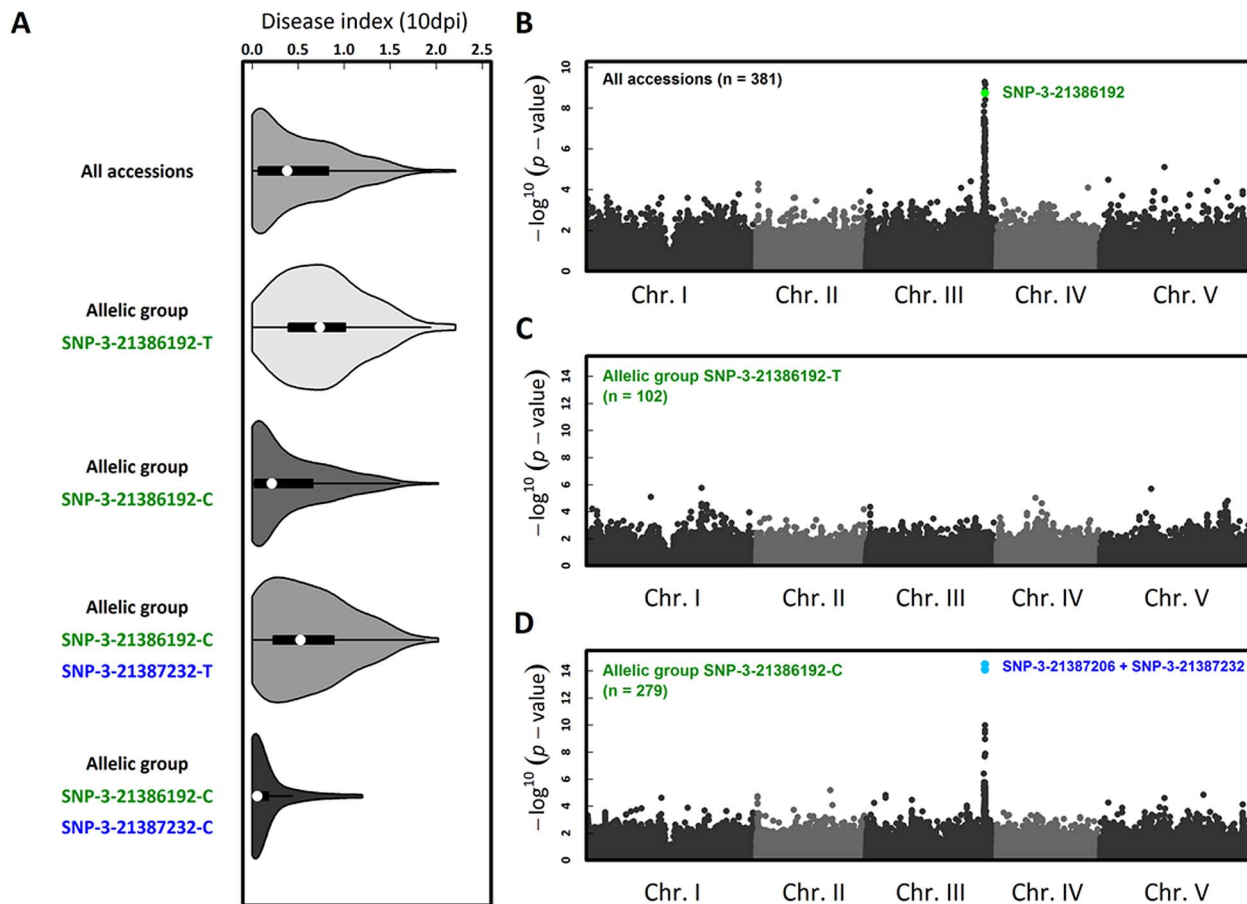 A
Disease index (10dpi)
0.0 0.5 1.0 1.5 2.0 2.5
All accessions
Allelic group
SNP-3-21386192-T
Allelic group
SNP-3-21386192-C
Allelic group
SNP-3-21386192-C
SNP-3-21387232-T
Allelic group
SNP-3-21386192-C
SNP-3-21387232-C
B
−log¹⁰ (p − value)
0 2 4 6 8 10
All accessions (n = 381)
SNP-3-21386192
Chr. I Chr. II Chr. III Chr. IV Chr. V
C
−log¹⁰ (p − value)
0 2 4 6 8 10 12 14
Allelic group SNP-3-21386192-T
(n = 102)
Chr. I Chr. II Chr. III Chr. IV Chr. V
D
−log¹⁰ (p − value)
0 2 4 6 8 10 12 14
Allelic group SNP-3-21386192-C
(n = 279)
SNP-3-21387206 + SNP-3-21387232
Chr. I Chr. II Chr. III Chr. IV Chr. V